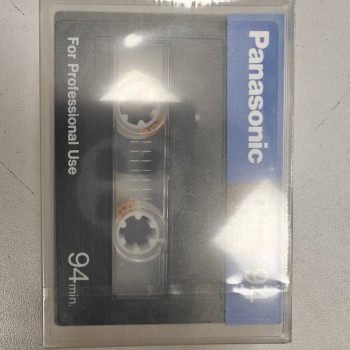 Panasonic
For Professional Use
94min.